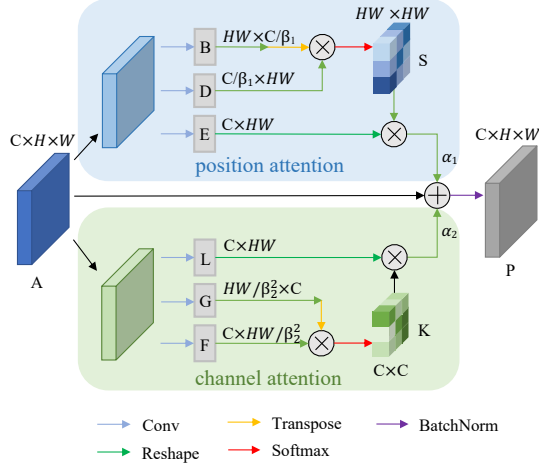 HW ×HW
B
HW×C/β₁
S
D
C/β₁×HW
E
C×HW
C×H×W
position attention
α₁
C×H×W
A
P
α₂
L
C×HW
G
HW/β₂²×C
K
F
C×HW/β₂²
C×C
channel attention
Conv
Transpose
BatchNorm
Reshape
Softmax